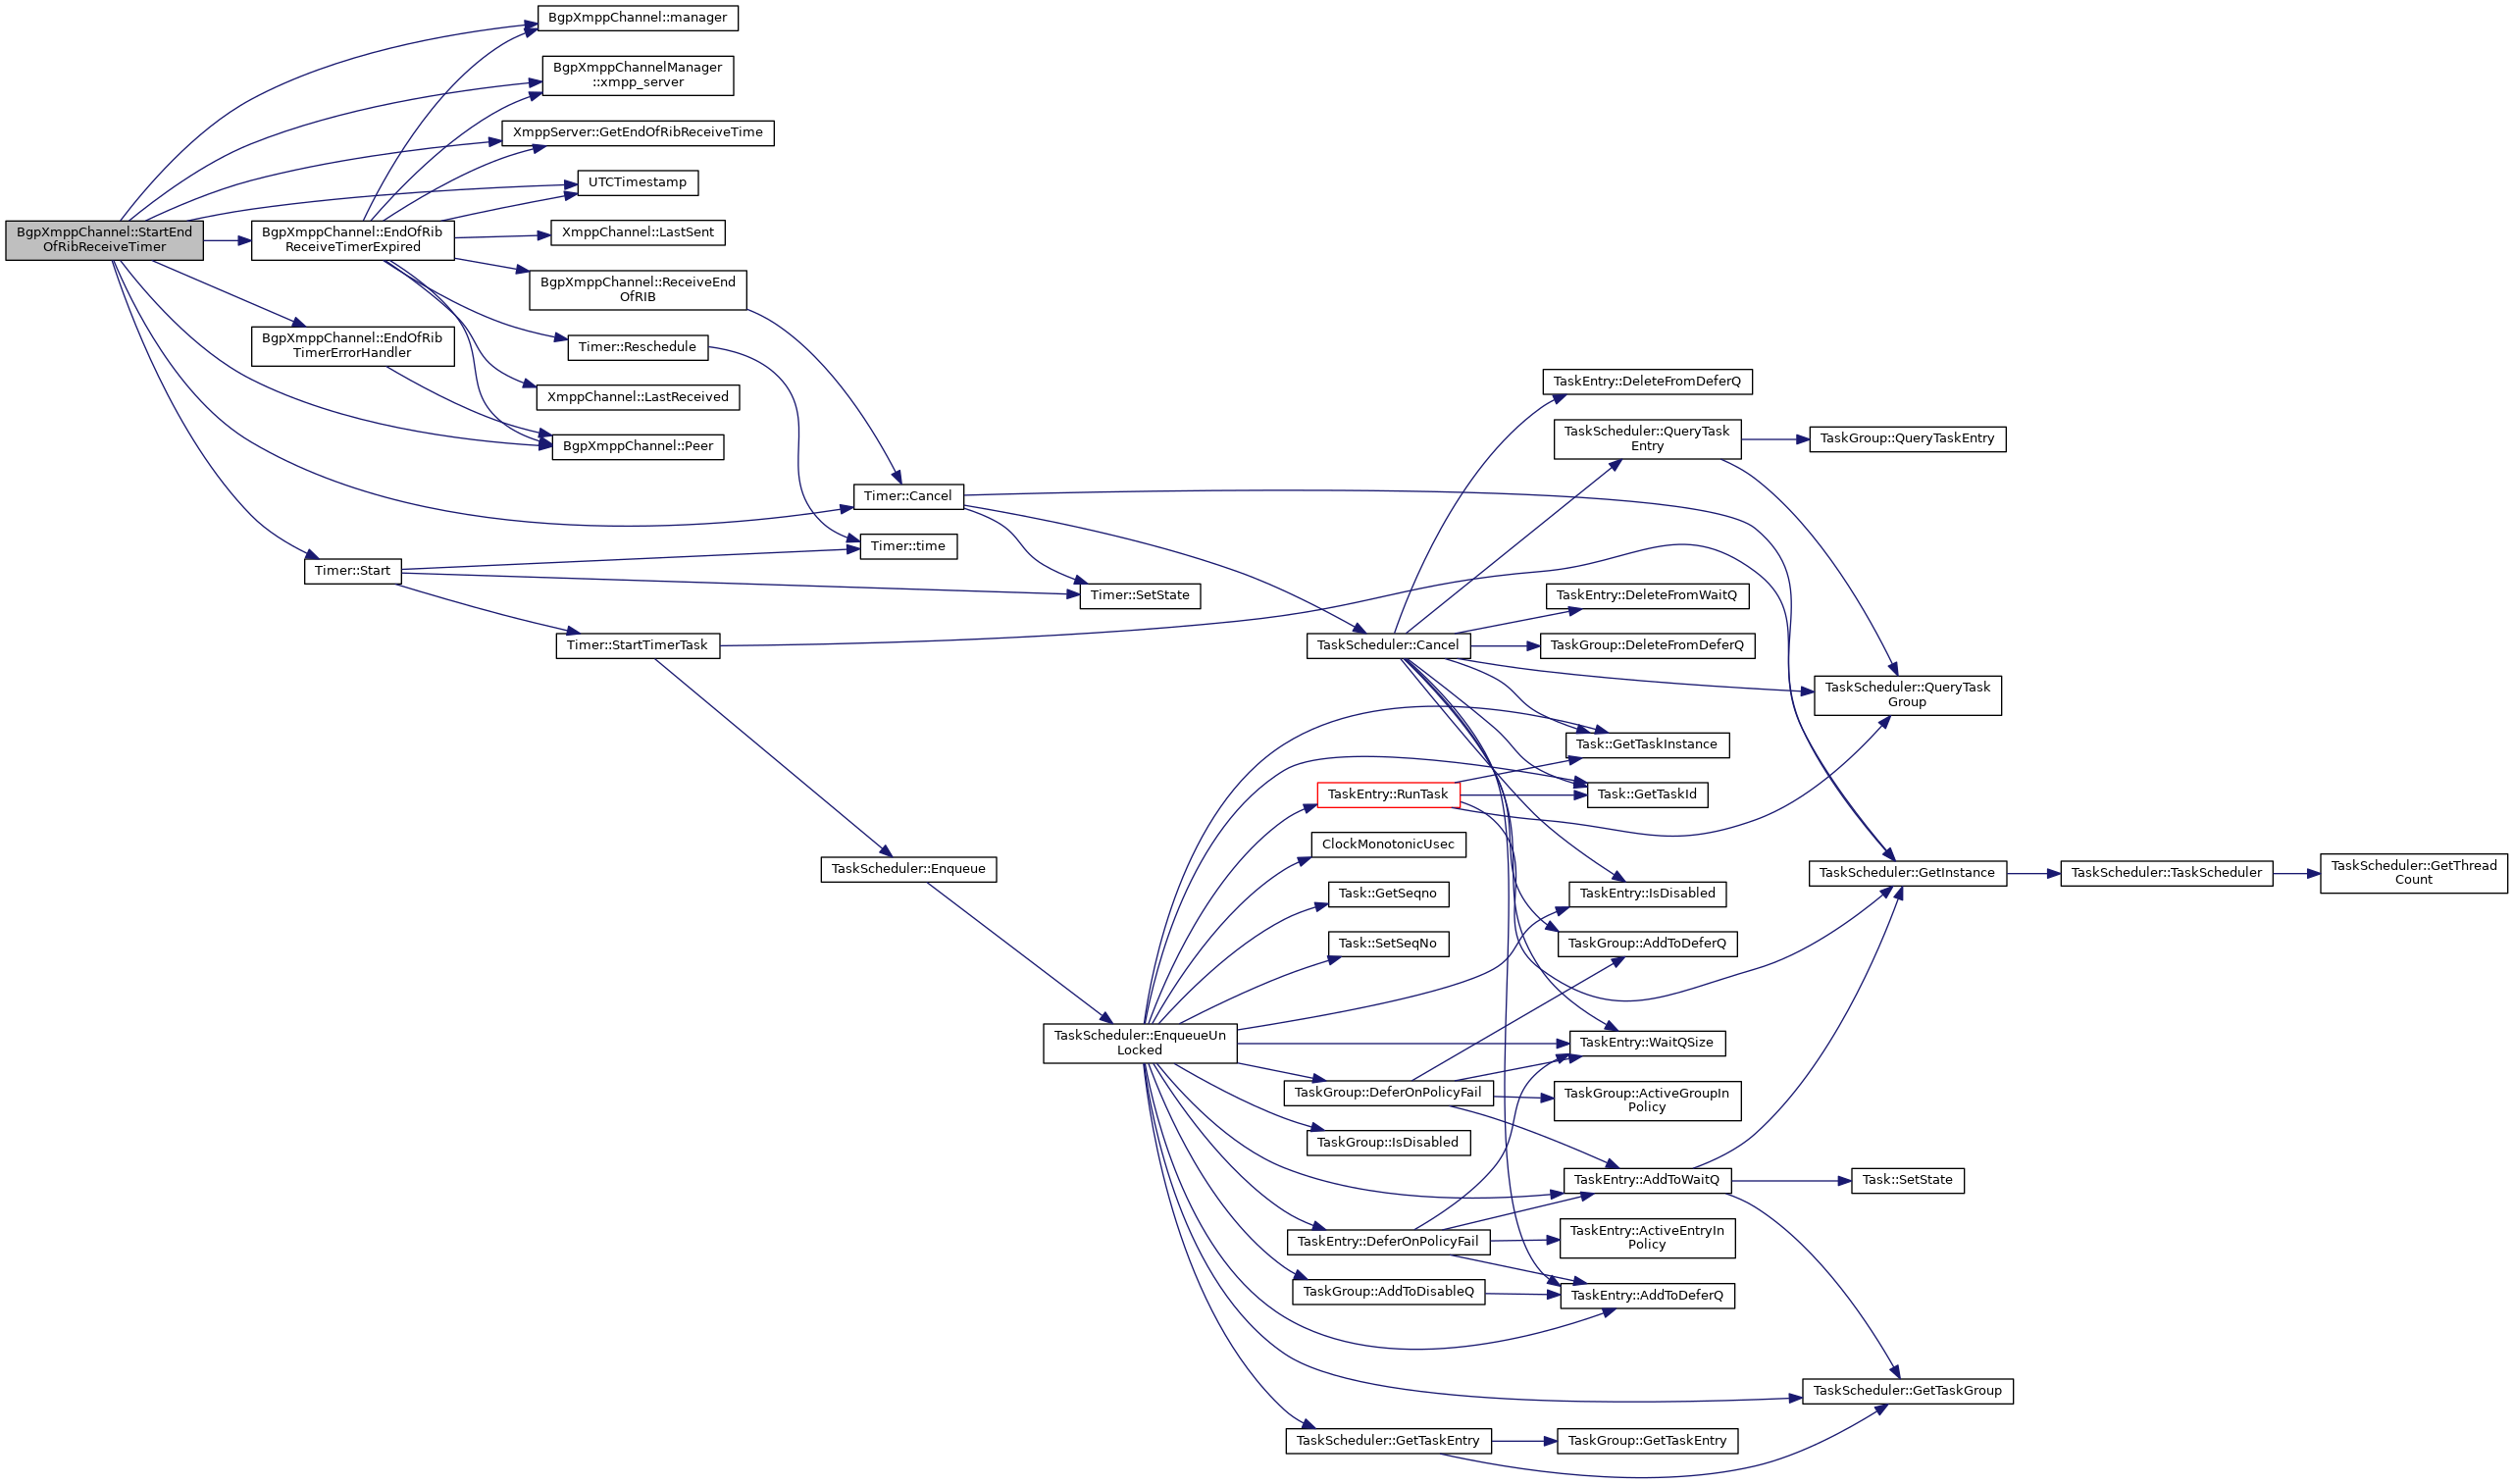 BgpXmppChannel::StartEnd
OfRibReceiveTimer
BgpXmppChannel::EndOfRib
ReceiveTimerExpired
BgpXmppChannel::EndOfRib
TimerErrorHandler
Timer::Start
BgpXmppChannel::manager
BgpXmppChannelManager
::xmpp_server
XmppServer::GetEndOfRibReceiveTime
UTCTimestamp
XmppChannel::LastSent
BgpXmppChannel::ReceiveEnd
OfRIB
Timer::Reschedule
XmppChannel::LastReceived
BgpXmppChannel::Peer
Timer::StartTimerTask
Timer::Cancel
Timer::time
TaskScheduler::Enqueue
Timer::SetState
TaskScheduler::EnqueueUn
Locked
TaskScheduler::Cancel
TaskEntry::RunTask
ClockMonotonicUsec
Task::GetSeqno
Task::SetSeqNo
TaskGroup::DeferOnPolicyFail
TaskGroup::IsDisabled
TaskEntry::DeferOnPolicyFail
TaskGroup::AddToDisableQ
TaskScheduler::GetTaskEntry
TaskEntry::DeleteFromDeferQ
TaskScheduler::QueryTask
Entry
TaskEntry::DeleteFromWaitQ
TaskGroup::DeleteFromDeferQ
Task::GetTaskInstance
Task::GetTaskId
TaskEntry::IsDisabled
TaskGroup::AddToDeferQ
TaskEntry::WaitQSize
TaskGroup::ActiveGroupIn
Policy
TaskEntry::AddToWaitQ
TaskEntry::ActiveEntryIn
Policy
TaskEntry::AddToDeferQ
TaskGroup::GetTaskEntry
TaskGroup::QueryTaskEntry
TaskScheduler::QueryTask
Group
TaskScheduler::GetInstance
Task::SetState
TaskScheduler::GetTaskGroup
TaskScheduler::TaskScheduler
TaskScheduler::GetThread
Count